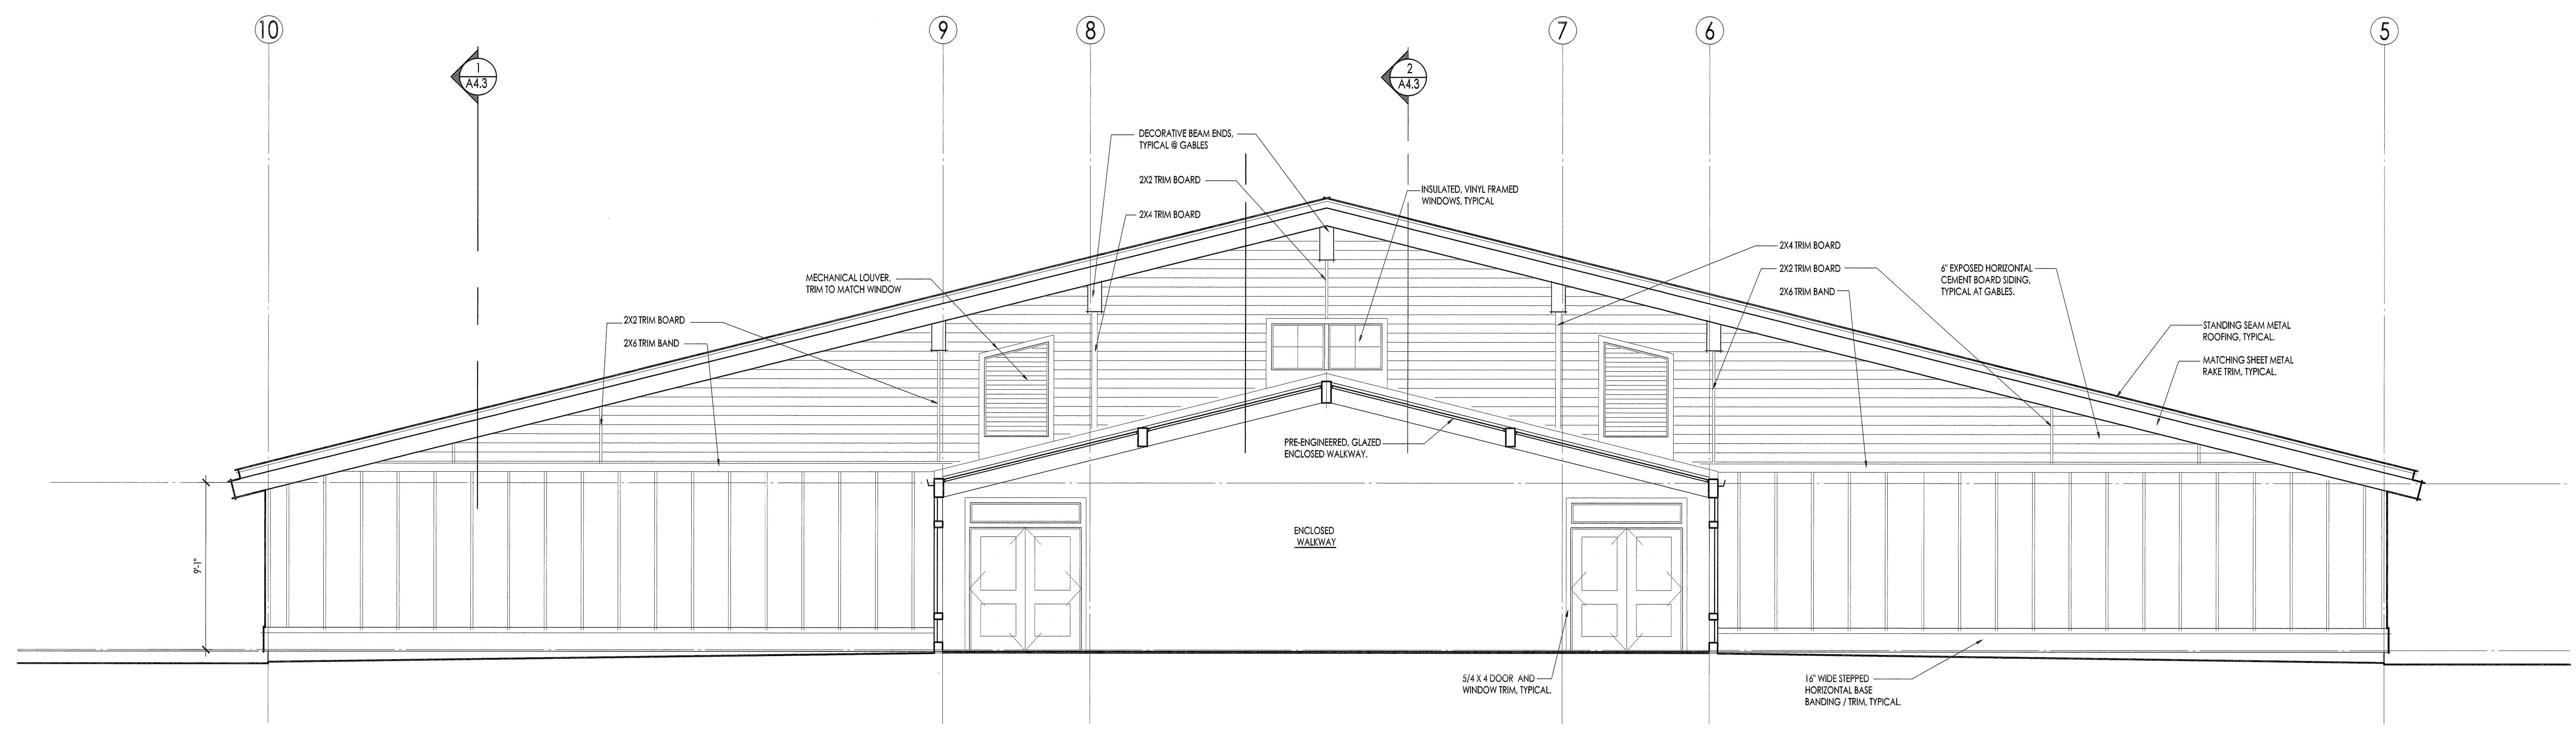 10
9
8
7
6
5
1
A4.3
2
A4.3
DECORATIVE BEAM ENDS,
TYPICAL @ GABLES
2X2 TRIM BOARD
2X4 TRIM BOARD
INSULATED, VINYL FRAMED
WINDOWS, TYPICAL
MECHANICAL LOUVER,
TRIM TO MATCH WINDOW
2X2 TRIM BOARD
2X6 TRIM BAND
2X4 TRIM BOARD
2X2 TRIM BOARD
2X6 TRIM BAND
6" EXPOSED HORIZONTAL
CEMENT BOARD SIDING,
TYPICAL AT GABLES.
STANDING SEAM METAL
ROOFING, TYPICAL.
MATCHING SHEET METAL
RAKE TRIM, TYPICAL.
PRE-ENGINEERED, GLAZED
ENCLOSED WALKWAY.
ENCLOSED
WALKWAY
9'-1"
5/4 X 4 DOOR AND
WINDOW TRIM, TYPICAL.
16" WIDE STEPPED
HORIZONTAL BASE
BANDING / TRIM, TYPICAL.